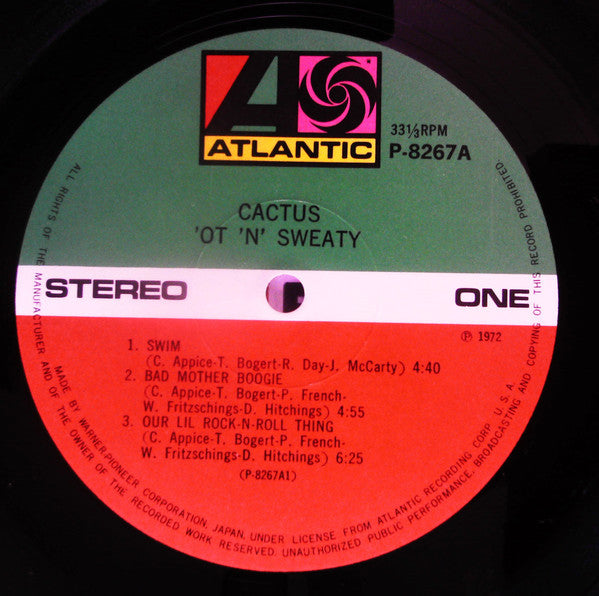 ATLANTIC
33 1/3 RPM
P-8267A
CACTUS
'OT 'N' SWEATY
STEREO
ONE
Ⓟ 1972
1. SWIM
(C. Appice-T. Bogert-R. Day-J. McCarty) 4:40
2. BAD MOTHER BOOGIE
(C. Appice-T. Bogert-P. French-
W. Fritzschings-D. Hitchings) 4:55
3. OUR LIL ROCK-N-ROLL THING
(C. Appice-T. Bogert-P. French-
W. Fritzschings-D. Hitchings) 6:25
(P-8267A1)
MADE BY WARNER-PIONEER CORPORATION, JAPAN, UNDER LICENSE FROM ATLANTIC RECORDING CORP. U.S.A.
ALL RIGHTS OF THE MANUFACTURER AND OF THE OWNER OF THE RECORDED WORK RESERVED. UNAUTHORIZED PUBLIC PERFORMANCE, BROADCASTING AND COPYING OF THIS RECORD PROHIBITED.